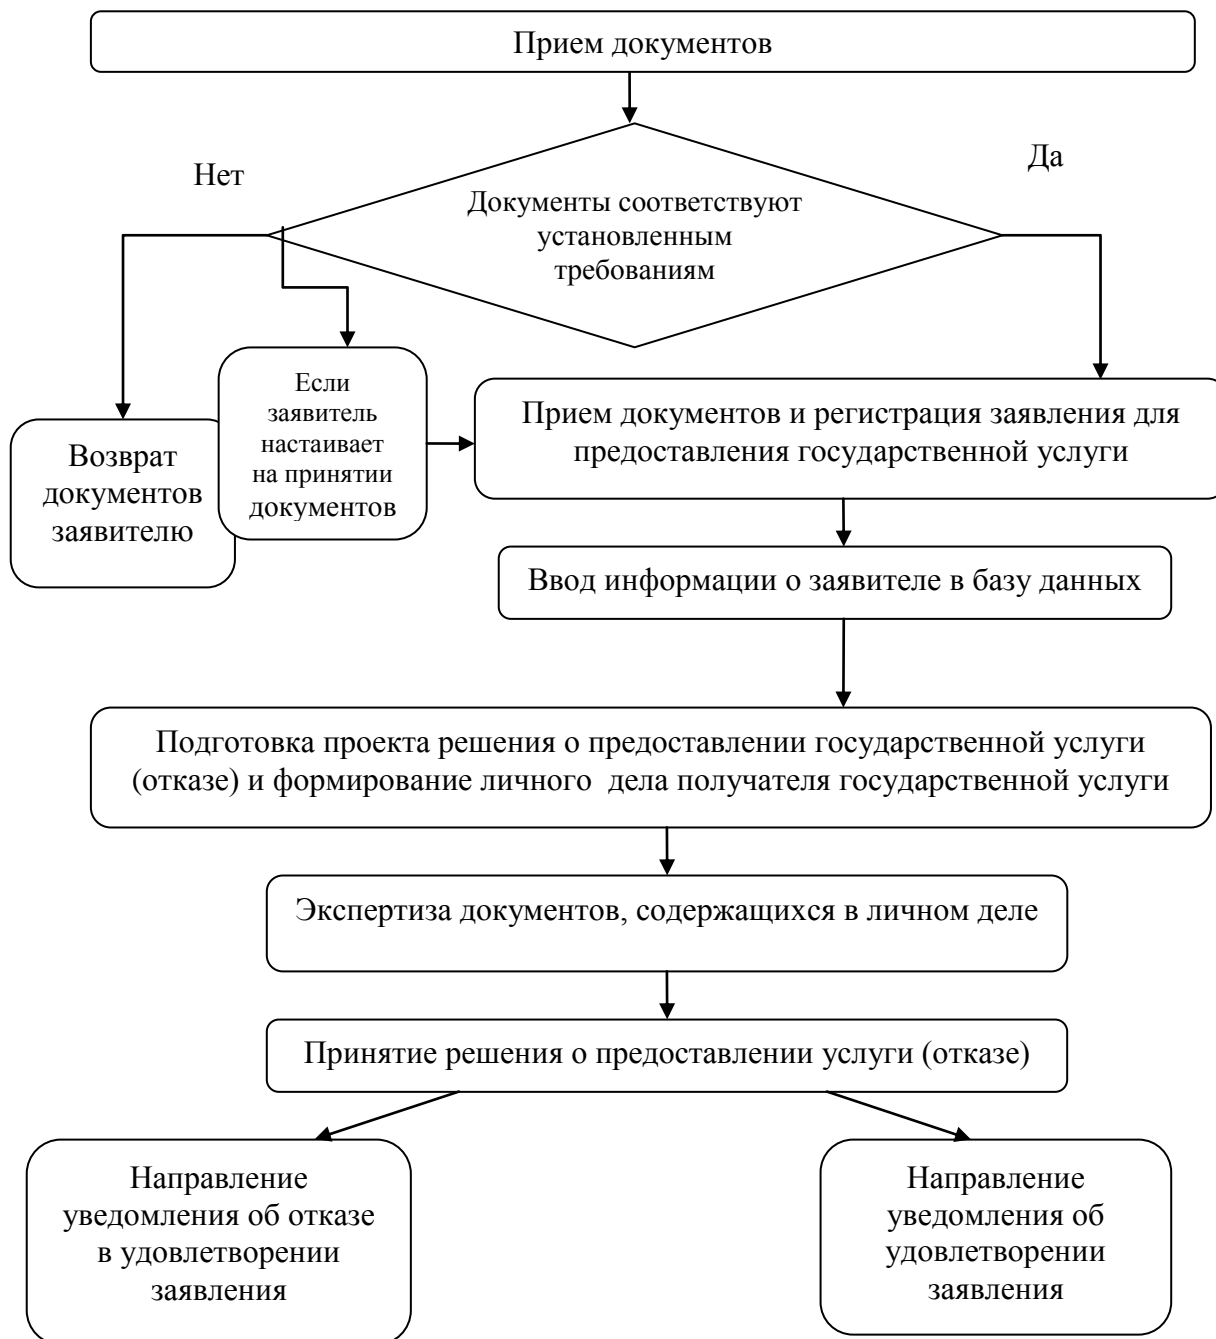 Прием документов
Нет
Да
Документы соответствуют
установленным
требованиям
Если
заявитель
настаивает
на принятии
документов
Возврат
документов
заявителю
Прием документов и регистрация заявления для
предоставления государственной услуги
Ввод информации о заявителе в базу данных
Подготовка проекта решения о предоставлении государственной услуги
(отказе) и формирование личного дела получателя государственной услуги
Экспертиза документов, содержащихся в личном деле
Принятие решения о предоставлении услуги (отказе)
Направление
уведомления об отказе
в удовлетворении
заявления
Направление
уведомления об
удовлетворении
заявления